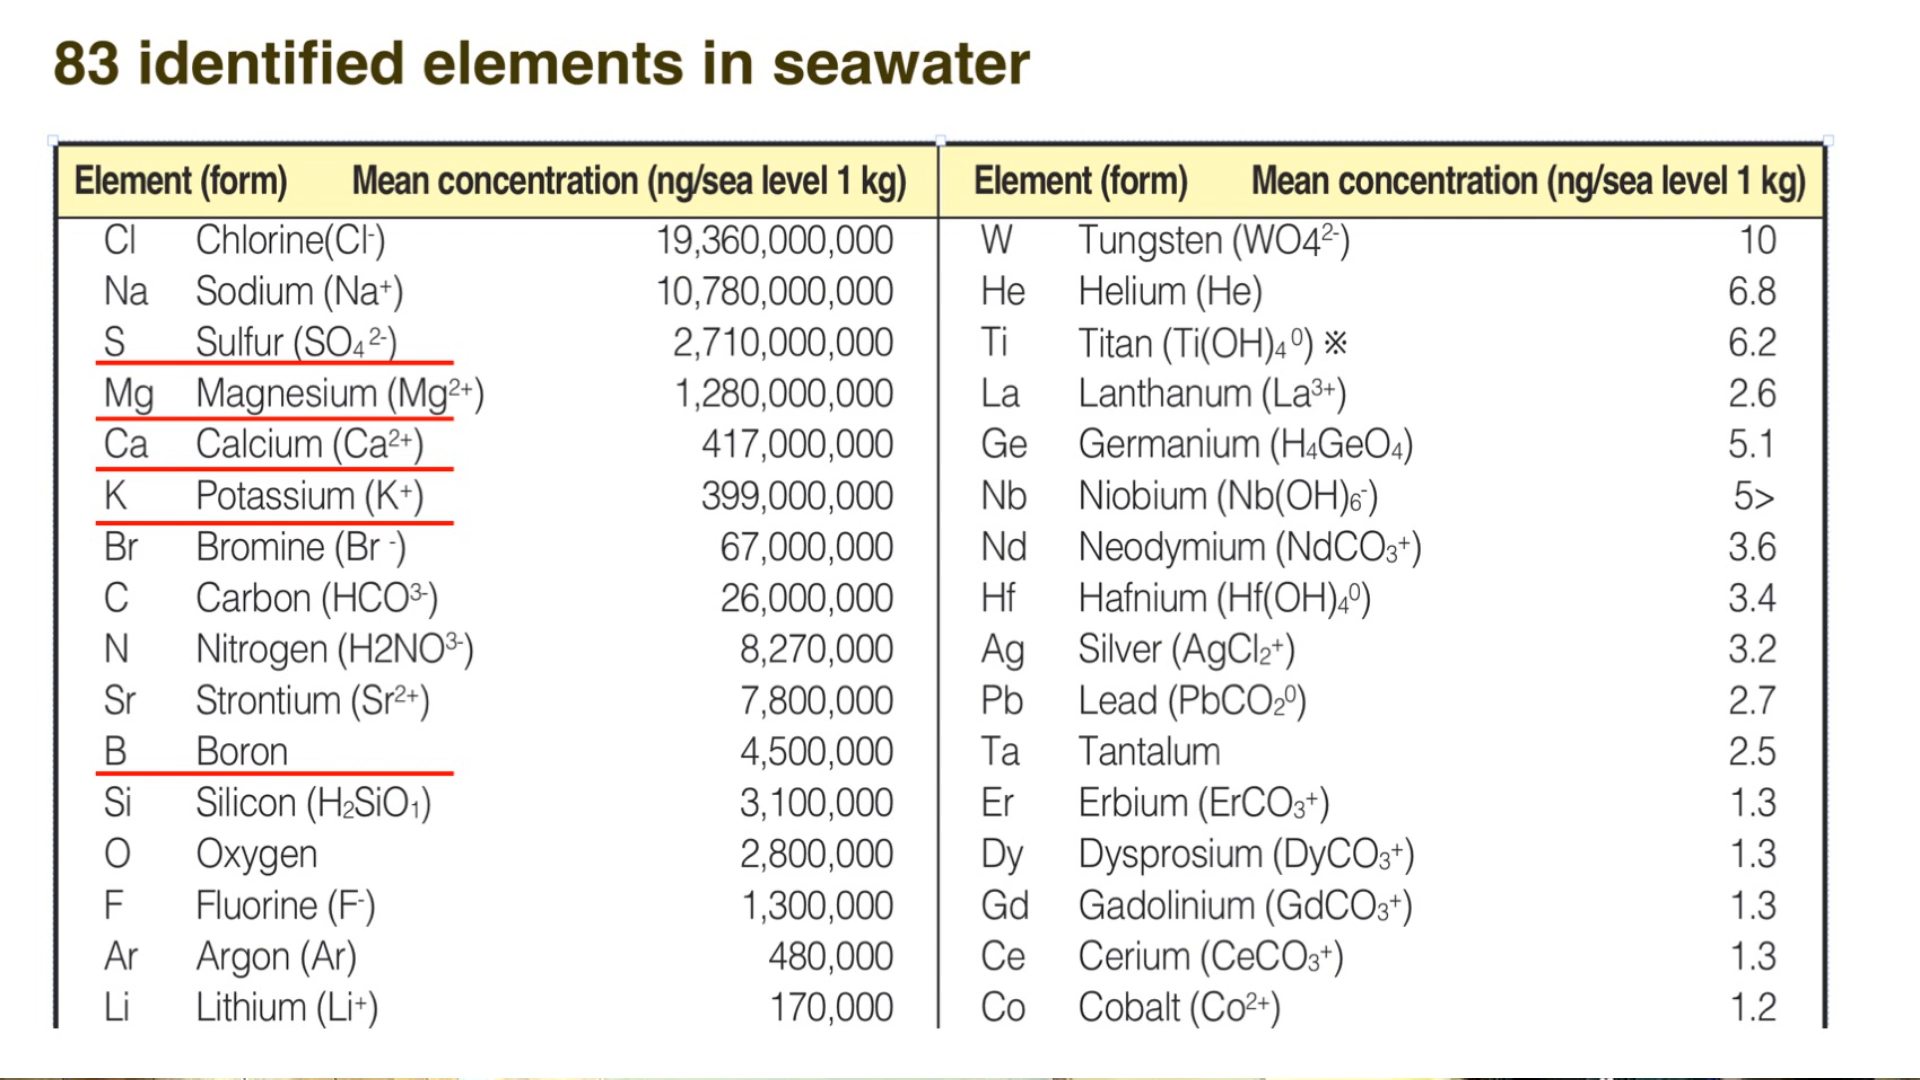 83 identified elements in seawater
Element (form) Mean concentration (ng/sea level 1 kg) Element (form) Mean concentration (ng/sea level 1 kg)
Cl Chlorine(Cl⁻) 19,360,000,000 W Tungsten (WO4²⁻) 10
Na Sodium (Na⁺) 10,780,000,000 He Helium (He) 6.8
S Sulfur (SO₄²⁻) 2,710,000,000 Ti Titan (Ti(OH)₄⁰) ※ 6.2
Mg Magnesium (Mg²⁺) 1,280,000,000 La Lanthanum (La³⁺) 2.6
Ca Calcium (Ca²⁺) 417,000,000 Ge Germanium (H₄GeO₄) 5.1
K Potassium (K⁺) 399,000,000 Nb Niobium (Nb(OH)₆⁻) 5>
Br Bromine (Br ⁻) 67,000,000 Nd Neodymium (NdCO₃⁺) 3.6
C Carbon (HCO³⁻) 26,000,000 Hf Hafnium (Hf(OH)₄⁰) 3.4
N Nitrogen (H2NO³⁻) 8,270,000 Ag Silver (AgCl₂⁺) 3.2
Sr Strontium (Sr²⁺) 7,800,000 Pb Lead (PbCO₂⁰) 2.7
B Boron 4,500,000 Ta Tantalum 2.5
Si Silicon (H₂SiO₁) 3,100,000 Er Erbium (ErCO₃⁺) 1.3
O Oxygen 2,800,000 Dy Dysprosium (DyCO₃⁺) 1.3
F Fluorine (F⁻) 1,300,000 Gd Gadolinium (GdCO₃⁺) 1.3
Ar Argon (Ar) 480,000 Ce Cerium (CeCO₃⁺) 1.3
Li Lithium (Li⁺) 170,000 Co Cobalt (Co²⁺) 1.2